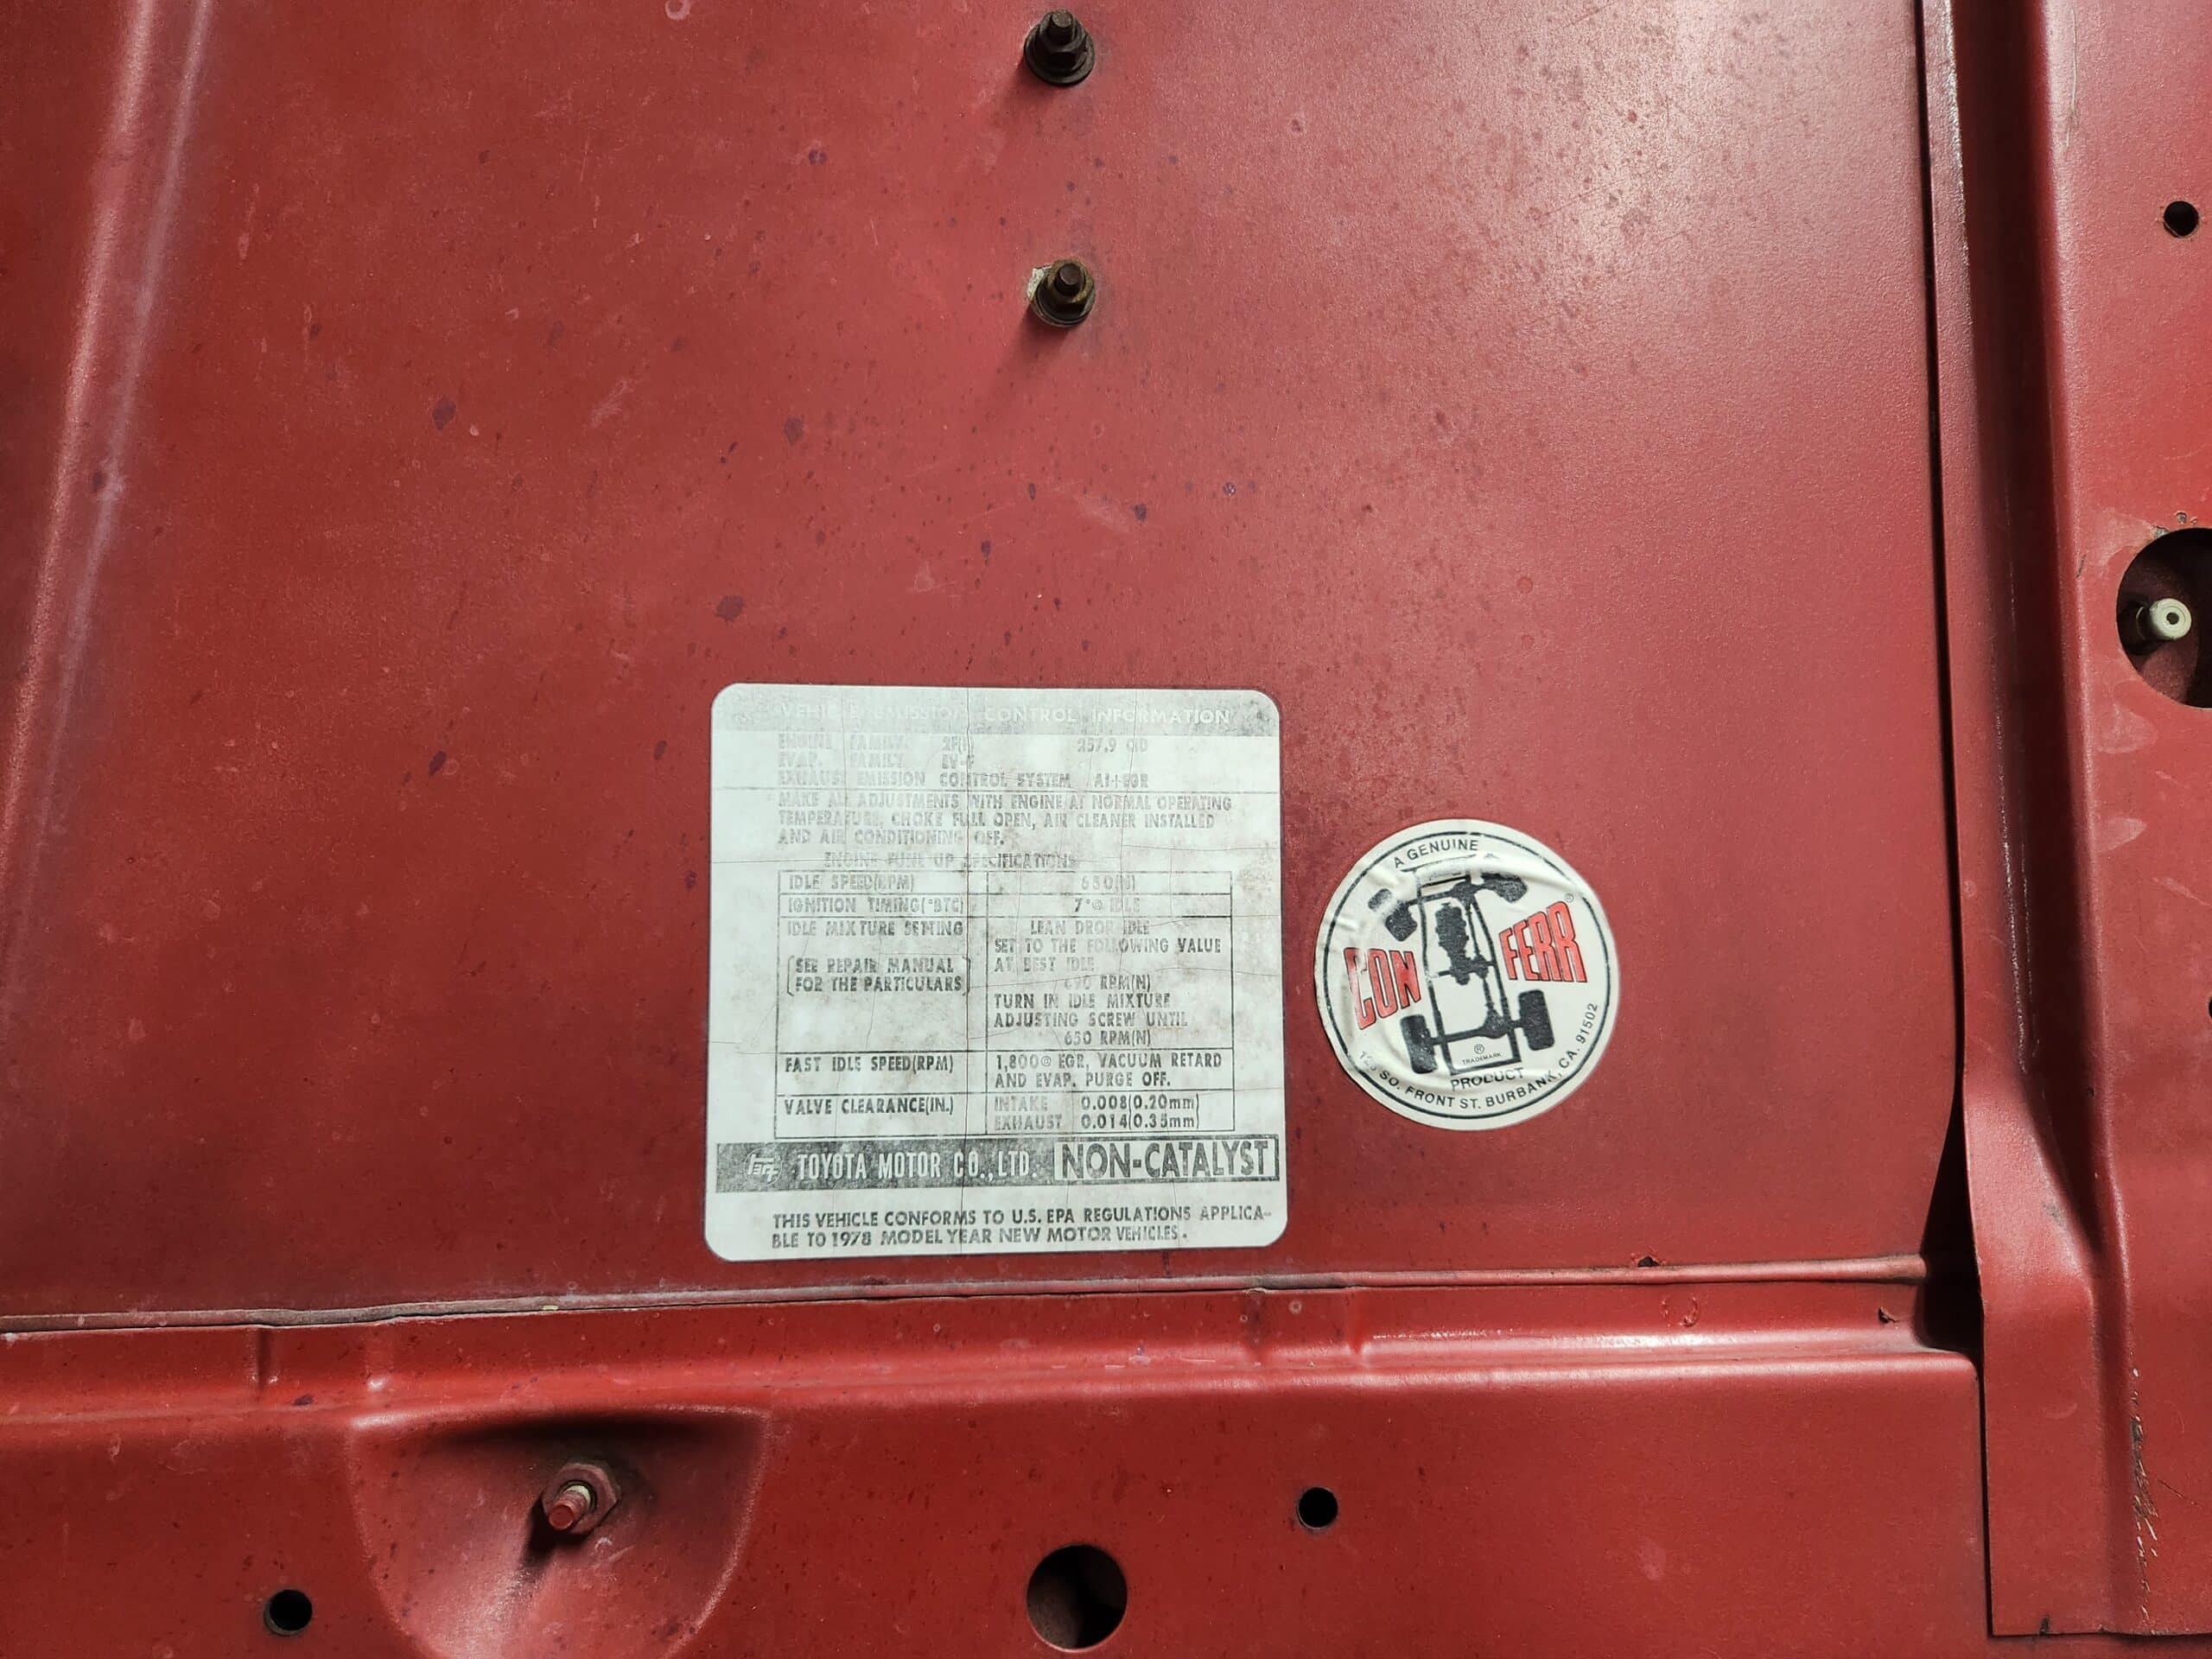 VEHICLE EMISSION CONTROL INFORMATION
ENGINE FAMILY 257.9 CID
EVAP. FAMILY
EXHAUST EMISSION CONTROL SYSTEM
MAKE ALL ADJUSTMENTS WITH ENGINE AT NORMAL OPERATING
TEMPERATURE, CHOKE FULL OPEN, AIR CLEANER INSTALLED
AND AIR CONDITIONING OFF.
ENGINE TUNE UP SPECIFICATIONS
IDLE SPEED(RPM) 650(N)
IGNITION TIMING(°BTC) 7°@ IDLE
IDLE MIXTURE SETTING LEAN DROP IDLE
SET TO THE FOLLOWING VALUE
(SEE REPAIR MANUAL AT BEST IDLE
FOR THE PARTICULARS) 690 RPM(N)
TURN IN IDLE MIXTURE
ADJUSTING SCREW UNTIL
650 RPM(N)
FAST IDLE SPEED(RPM) 1,800@ EGR, VACUUM RETARD
AND EVAP. PURGE OFF.
VALVE CLEARANCE(IN.) INTAKE 0.008(0.20mm)
EXHAUST 0.014(0.35mm)
TOYOTA MOTOR CO.,LTD. NON-CATALYST
THIS VEHICLE CONFORMS TO U.S. EPA REGULATIONS APPLICA-
BLE TO 1978 MODEL YEAR NEW MOTOR VEHICLES.
A GENUINE
CON FERR®
® TRADEMARK
PRODUCT
SO. FRONT ST. BURBANK, CA. 91502